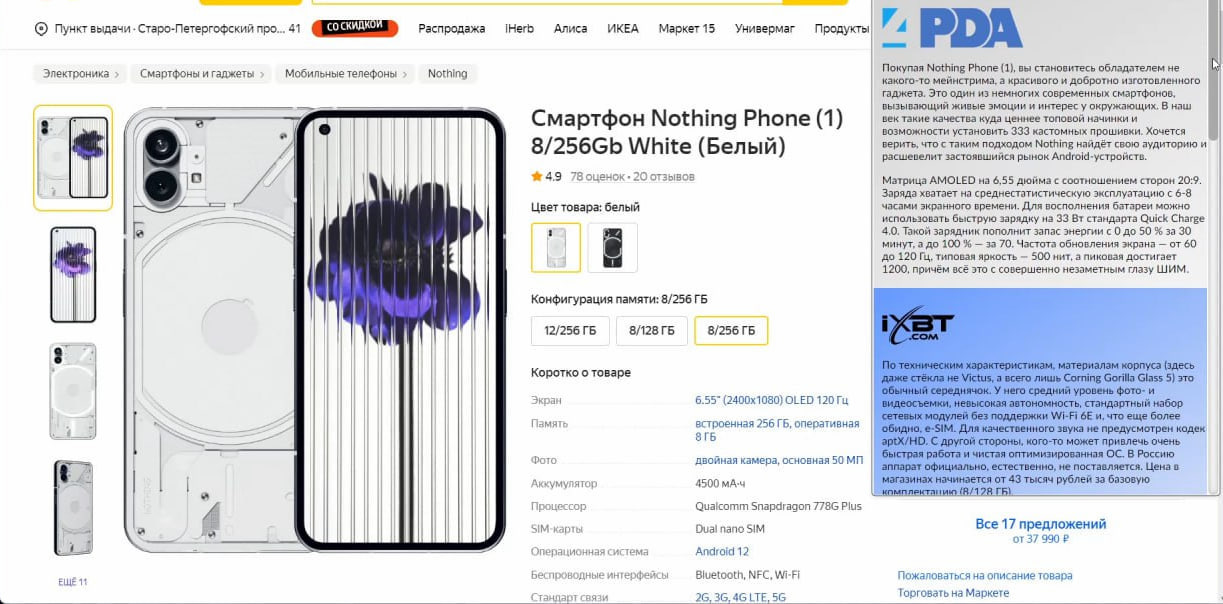 Пункт выдачи · Старо-Петергофский про... 41
СО СКИДКОЙ
Распродажа
iHerb
Алиса
ИКЕА
Маркет 15
Универмаг
Продукты
Электроника
Смартфоны и гаджеты
Мобильные телефоны
Nothing
Смартфон Nothing Phone (1)
8/256Gb White (Белый)
4.9 78 оценок • 20 отзывов
Цвет товара: белый
Конфигурация памяти: 8/256 ГБ
12/256 ГБ
8/128 ГБ
8/256 ГБ
Коротко о товаре
Экран 6.55" (2400x1080) OLED 120 Гц
Память встроенная 256 ГБ, оперативная
8 ГБ
Фото двойная камера, основная 50 МП
Аккумулятор 4500 мА·ч
Процессор Qualcomm Snapdragon 778G Plus
SIM-карты Dual nano SIM
Операционная система Android 12
Беспроводные интерфейсы Bluetooth, NFC, Wi-Fi
Стандарт связи 2G, 3G, 4G LTE, 5G
ЕЩЁ 11
4PDA
Покупая Nothing Phone (1), вы становитесь обладателем не
какого-то мейнстрима, а красивого и добротно изготовленного
гаджета. Это один из немногих современных смартфонов,
вызывающий живые эмоции и интерес у окружающих. В наш
век такие качества куда ценнее топовой начинки и
возможности установить 333 кастомных прошивки. Хочется
верить, что с таким подходом Nothing найдёт свою аудиторию и
расшевелит застоявшийся рынок Android-устройств.
Матрица AMOLED на 6,55 дюйма с соотношением сторон 20:9.
Заряда хватает на среднестатистическую эксплуатацию с 6-8
часами экранного времени. Для восполнения батареи можно
использовать быструю зарядку на 33 Вт стандарта Quick Charge
4.0. Такой зарядник пополнит запас энергии с 0 до 50 % за 30
минут, а до 100 % — за 70. Частота обновления экрана — от 60
до 120 Гц, типовая яркость — 500 нит, а пиковая достигает
1200, причём всё это с совершенно незаметным глазу ШИМ.
iXBT
.COM
По техническим характеристикам, материалам корпуса (здесь
даже стёкла не Victus, а всего лишь Corning Gorilla Glass 5) это
обычный середнячок. У него средний уровень фото- и
видеосъемки, невысокая автономность, стандартный набор
сетевых модулей без поддержки Wi-Fi 6E и, что еще более
обидно, e-SIM. Для качественного звука не предусмотрен кодек
aptX/HD. С другой стороны, кого-то может привлечь очень
быстрая работа и чистая оптимизированная ОС. В Россию
аппарат официально, естественно, не поставляется. Цена в
магазинах начинается от 43 тысяч рублей за базовую
комплектацию (8/128 ГБ).
Все 17 предложений
от 37 990 ₽
Пожаловаться на описание товара
Торговать на Маркете